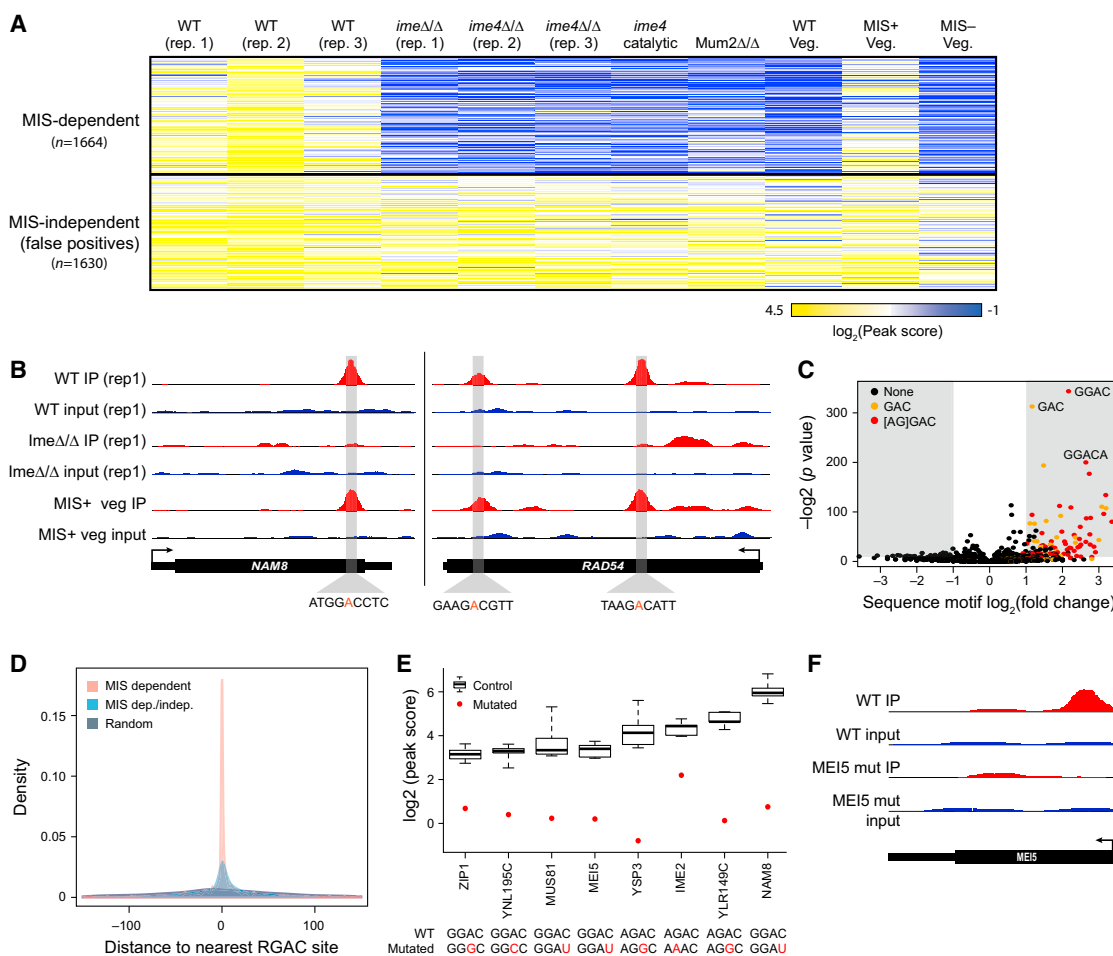 A
WT (rep. 1)
WT (rep. 2)
WT (rep. 3)
imeΔ/Δ (rep. 1)
ime4Δ/Δ (rep. 2)
ime4Δ/Δ (rep. 3)
ime4 catalytic
Mum2Δ/Δ
WT Veg.
MIS+ Veg.
MIS– Veg.
MIS-dependent
(n=1664)
MIS-independent
(false positives)
(n=1630)
4.5 -1
log2(Peak score)
B
WT IP (rep1)
WT input (rep1)
ImeΔ/Δ IP (rep1)
ImeΔ/Δ input (rep1)
MIS+ veg IP
MIS+ veg input
NAM8
RAD54
ATGGACCTC
GAAGACGTT
TAAGACATT
C
None
GAC
[AG]GAC
GGAC
GAC
GGACA
–log2 (p value)
300
200
100
0
–3 –2 –1 0 1 2 3
Sequence motif log2(fold change)
D
MIS dependent
MIS dep./indep.
Random
Density
0.15
0.10
0.05
0
–100 0 100
Distance to nearest RGAC site
E
Control
Mutated
log2 (peak score)
6
4
2
0
ZIP1
YNL195C
MUS81
MEI5
YSP3
IME2
YLR149C
NAM8
WT GGAC GGAC GGAC GGAC AGAC AGAC AGAC GGAC
Mutated GGGC GGCC GGAU GGAU AGGC AAAC AGGC GGAU
F
WT IP
WT input
MEI5 mut IP
MEI5 mut
input
MEI5